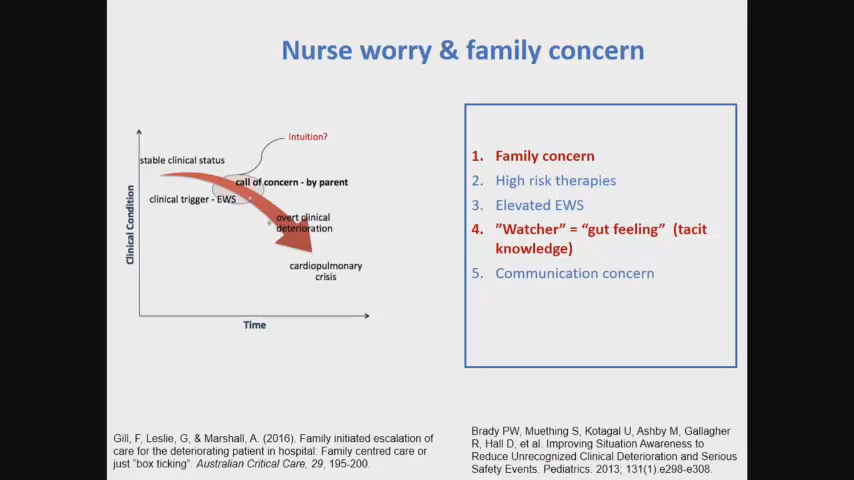 Nurse worry & family concern
intuition?
stable clinical status
call of concern - by parent
clinical trigger - EWS
overt clinical
deterioration
cardiopulmonary
crisis
Clinical Condition
Time
1. Family concern
2. High risk therapies
3. Elevated EWS
4. ”Watcher” = “gut feeling” (tacit
knowledge)
5. Communication concern
Gill, F, Leslie, G, & Marshall, A. (2016). Family initiated escalation of
care for the deteriorating patient in hospital: Family centred care or
just “box ticking”. Australian Critical Care, 29, 195-200.
Brady PW, Muething S, Kotagal U, Ashby M, Gallagher
R, Hall D, et al. Improving Situation Awareness to
Reduce Unrecognized Clinical Deterioration and Serious
Safety Events. Pediatrics. 2013; 131(1):e298-e308.